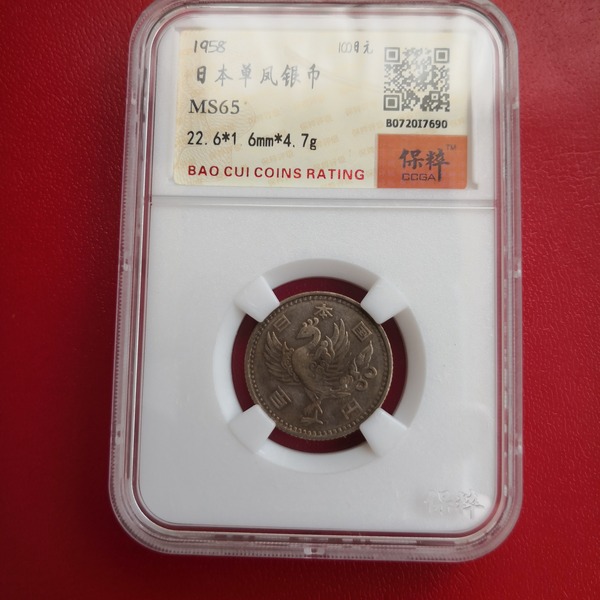 1958
100日元
日本单凤银币
MS65
B0720I7690
22.6*1.6mm*4.7g
保粹 TM
CCGA
BAO CUI COINS RATING
日本国
百円
保粹